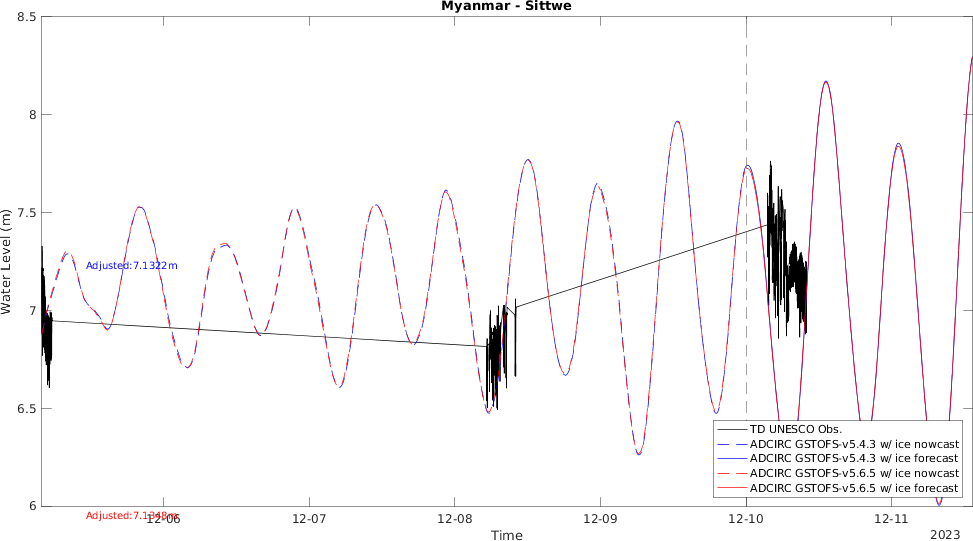 Myanmar - Sittwe
8.5
8
7.5
7
6.5
6
Water Level (m)
Adjusted:7.1322m
Adjusted:7.1348m
TD UNESCO Obs.
ADCIRC GSTOFS-v5.4.3 w/ ice nowcast
ADCIRC GSTOFS-v5.4.3 w/ ice forecast
ADCIRC GSTOFS-v5.6.5 w/ ice nowcast
ADCIRC GSTOFS-v5.6.5 w/ ice forecast
12-06 12-07 12-08 12-09 12-10 12-11
Time
2023